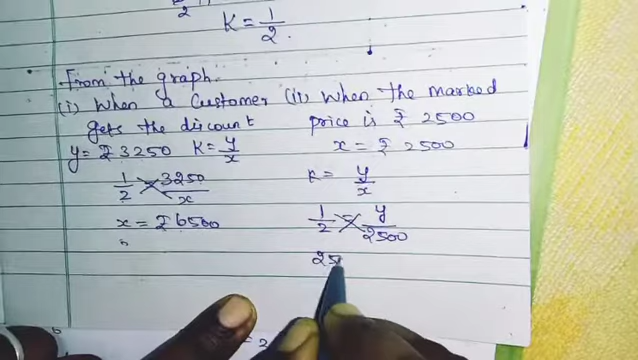 K = 1/2.
From the graph.
(i) When a Customer gets the discount
y = ₹3250 K = y/x
1/2 = 3250/x
x = ₹6500
(ii) When the marked price is ₹ 2500
x = ₹ 2500
K = y/x
1/2 = y/2500
25